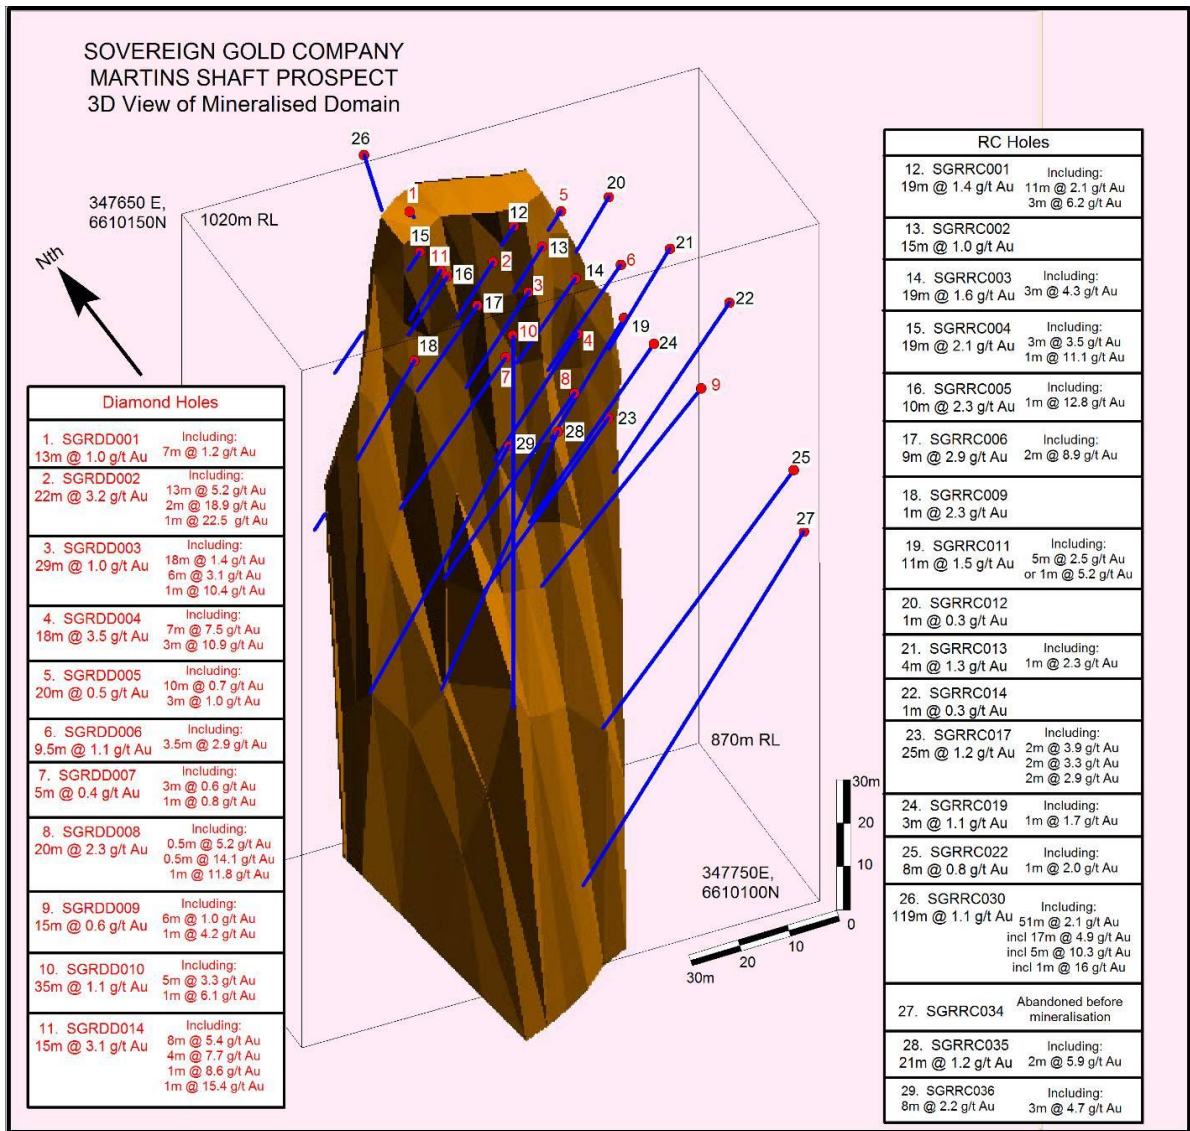 SOVEREIGN GOLD COMPANY
MARTINS SHAFT PROSPECT
3D View of Mineralised Domain
347650 E,
6610150N
1020m RL
Nth
26
1
5
20
12
15
11
16
2
13
6
21
3
14
17
22
19
10
4
24
18
7
8
9
23
28
29
25
27
870m RL
347750E,
6610100N
30m
20
10
0
10
20
30m
Diamond Holes
1. SGRDD001 Including:
13m @ 1.0 g/t Au 7m @ 1.2 g/t Au
2. SGRDD002 Including:
22m @ 3.2 g/t Au 13m @ 5.2 g/t Au
2m @ 18.9 g/t Au
1m @ 22.5 g/t Au
3. SGRDD003 Including:
29m @ 1.0 g/t Au 18m @ 1.4 g/t Au
6m @ 3.1 g/t Au
1m @ 10.4 g/t Au
4. SGRDD004 Including:
18m @ 3.5 g/t Au 7m @ 7.5 g/t Au
3m @ 10.9 g/t Au
5. SGRDD005 Including:
20m @ 0.5 g/t Au 10m @ 0.7 g/t Au
3m @ 1.0 g/t Au
6. SGRDD006 Including:
9.5m @ 1.1 g/t Au 3.5m @ 2.9 g/t Au
7. SGRDD007 Including:
5m @ 0.4 g/t Au 3m @ 0.6 g/t Au
1m @ 0.8 g/t Au
8. SGRDD008 Including:
20m @ 2.3 g/t Au 0.5m @ 5.2 g/t Au
0.5m @ 14.1 g/t Au
1m @ 11.8 g/t Au
9. SGRDD009 Including:
15m @ 0.6 g/t Au 6m @ 1.0 g/t Au
1m @ 4.2 g/t Au
10. SGRDD010 Including:
35m @ 1.1 g/t Au 5m @ 3.3 g/t Au
1m @ 6.1 g/t Au
11. SGRDD014 Including:
15m @ 3.1 g/t Au 8m @ 5.4 g/t Au
4m @ 7.7 g/t Au
1m @ 8.6 g/t Au
1m @ 15.4 g/t Au
RC Holes
12. SGRRC001 Including:
19m @ 1.4 g/t Au 11m @ 2.1 g/t Au
3m @ 6.2 g/t Au
13. SGRRC002
15m @ 1.0 g/t Au
14. SGRRC003 Including:
19m @ 1.6 g/t Au 3m @ 4.3 g/t Au
15. SGRRC004 Including:
19m @ 2.1 g/t Au 3m @ 3.5 g/t Au
1m @ 11.1 g/t Au
16. SGRRC005 Including:
10m @ 2.3 g/t Au 1m @ 12.8 g/t Au
17. SGRRC006 Including:
9m @ 2.9 g/t Au 2m @ 8.9 g/t Au
18. SGRRC009
1m @ 2.3 g/t Au
19. SGRRC011 Including:
11m @ 1.5 g/t Au 5m @ 2.5 g/t Au
or 1m @ 5.2 g/t Au
20. SGRRC012
1m @ 0.3 g/t Au
21. SGRRC013 Including:
4m @ 1.3 g/t Au 1m @ 2.3 g/t Au
22. SGRRC014
1m @ 0.3 g/t Au
23. SGRRC017 Including:
25m @ 1.2 g/t Au 2m @ 3.9 g/t Au
2m @ 3.3 g/t Au
2m @ 2.9 g/t Au
24. SGRRC019 Including:
3m @ 1.1 g/t Au 1m @ 1.7 g/t Au
25. SGRRC022 Including:
8m @ 0.8 g/t Au 1m @ 2.0 g/t Au
26. SGRRC030 Including:
119m @ 1.1 g/t Au 51m @ 2.1 g/t Au
incl 17m @ 4.9 g/t Au
incl 5m @ 10.3 g/t Au
incl 1m @ 16 g/t Au
27. SGRRC034 Abandoned before
mineralisation
28. SGRRC035 Including:
21m @ 1.2 g/t Au 2m @ 5.9 g/t Au
29. SGRRC036 Including:
8m @ 2.2 g/t Au 3m @ 4.7 g/t Au